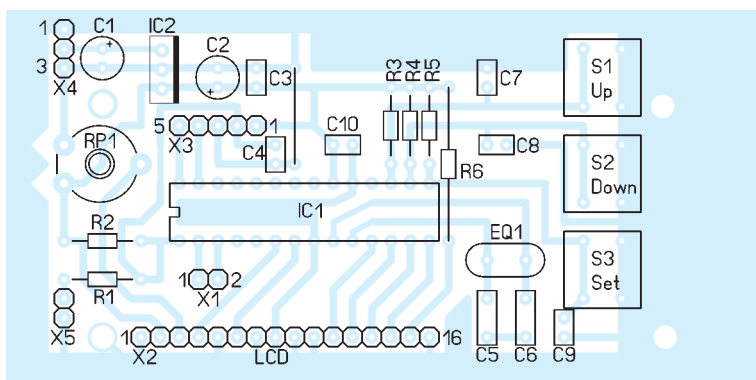 1 C1 IC2 C2
3 X4
C3
R3 R4 R5
C7
S1
Up
5 1
X3
C4
C10
C8
S2
Down
RP1
R6
IC1
R2
EQ1
S3
Set
R1
1 2
X1
X5
1 16
X2 LCD
C5 C6 C9